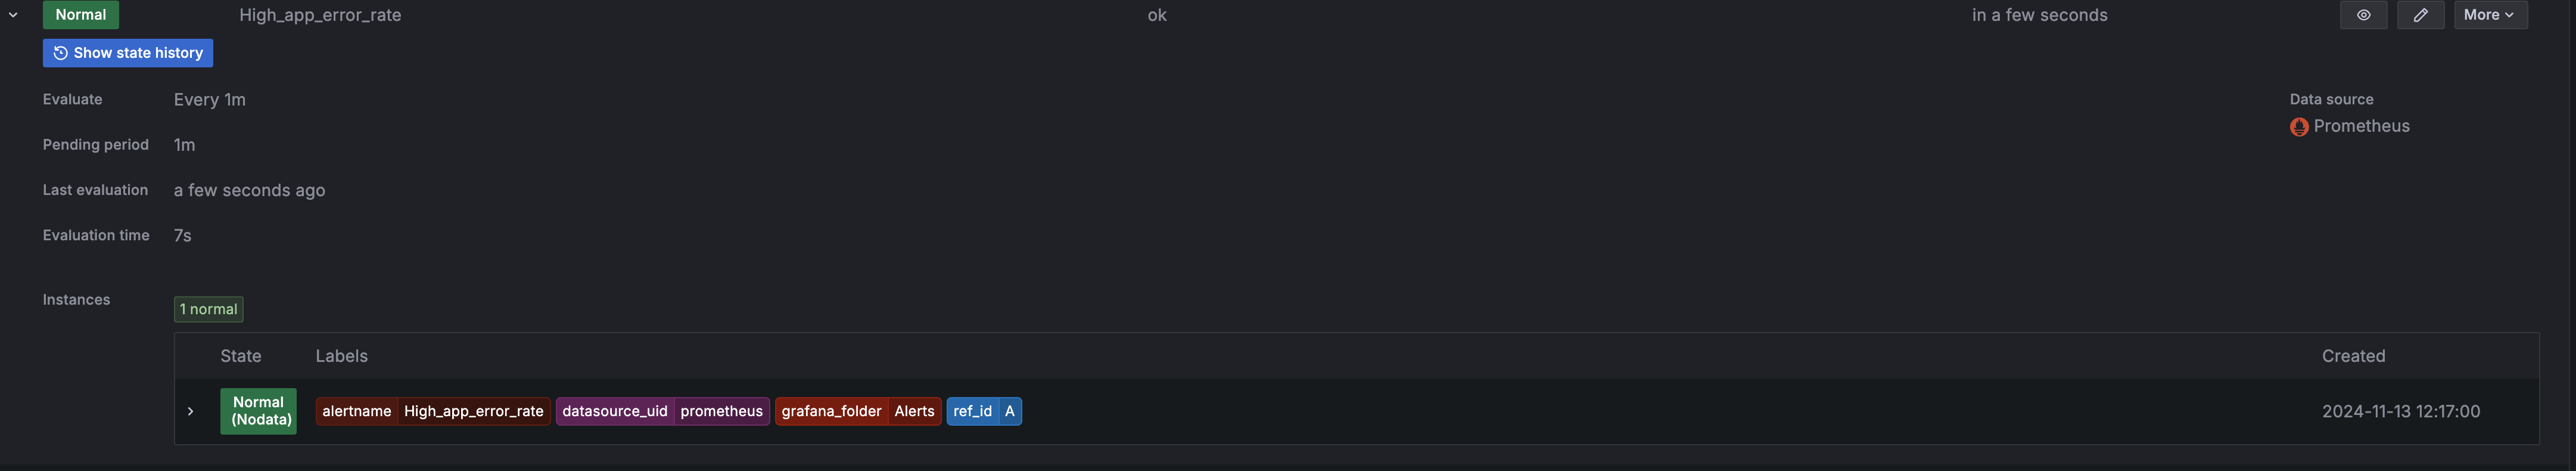 Normal High_app_error_rate ok in a few seconds More
Show state history
Evaluate Every 1m Data source
Prometheus
Pending period 1m
Last evaluation a few seconds ago
Evaluation time 7s
Instances 1 normal
State Labels Created
Normal (Nodata) alertname High_app_error_rate datasource_uid prometheus grafana_folder Alerts ref_id A 2024-11-13 12:17:00